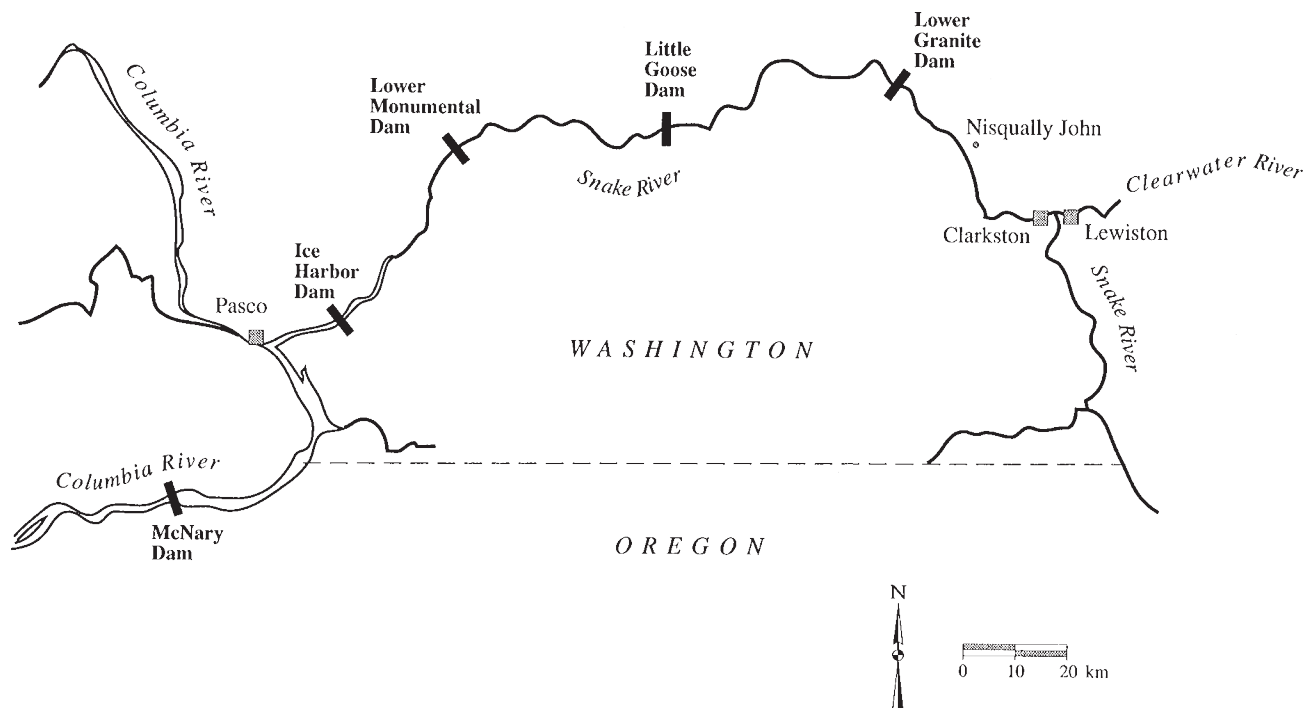 Lower
Granite
Dam
Little
Goose
Dam
Columbia River
Lower
Monumental
Dam
Nisqually John
Snake River
Clearwater River
Clarkston
Lewiston
Ice
Harbor
Dam
Pasco
Snake River
WASHINGTON
Columbia River
McNary
Dam
OREGON
N
0 10 20 km